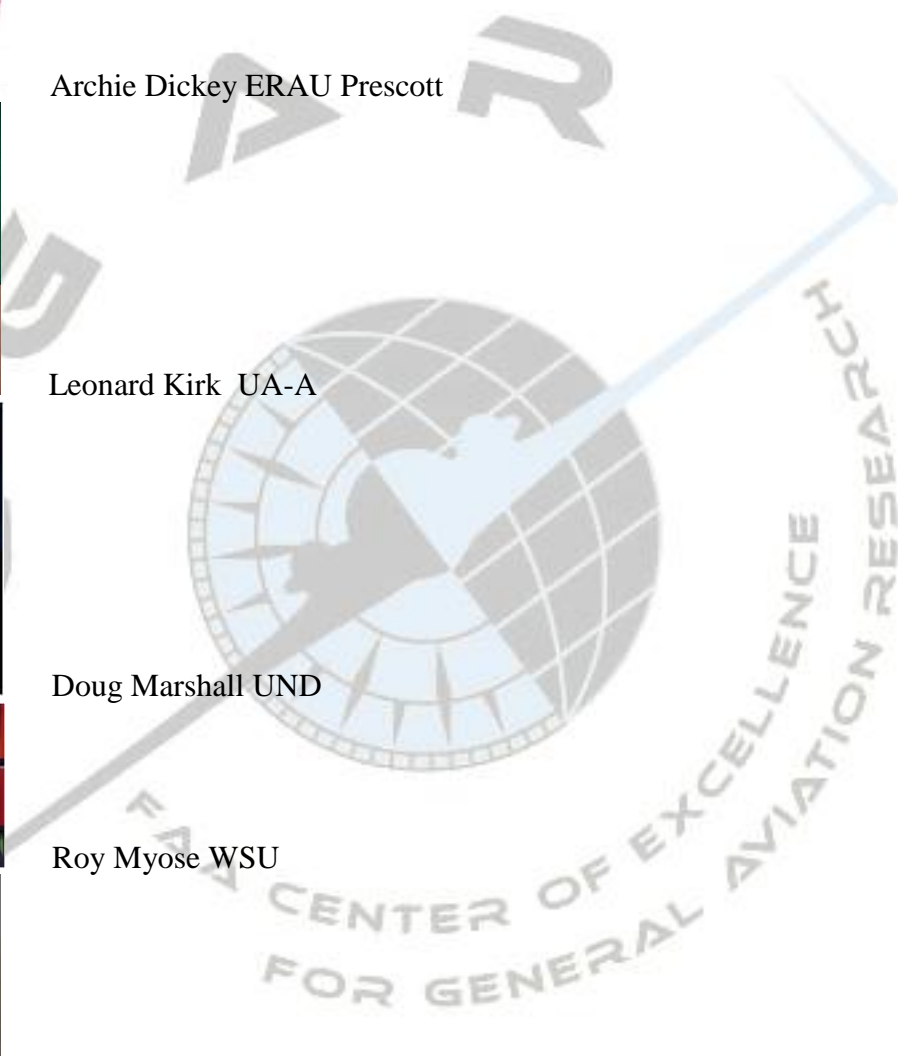 Archie Dickey ERAU Prescott
Leonard Kirk UA-A
Doug Marshall UND
Roy Myose WSU
A R
FAA CENTER OF EXCELLENCE
FOR GENERAL AVIATION RESEARCH